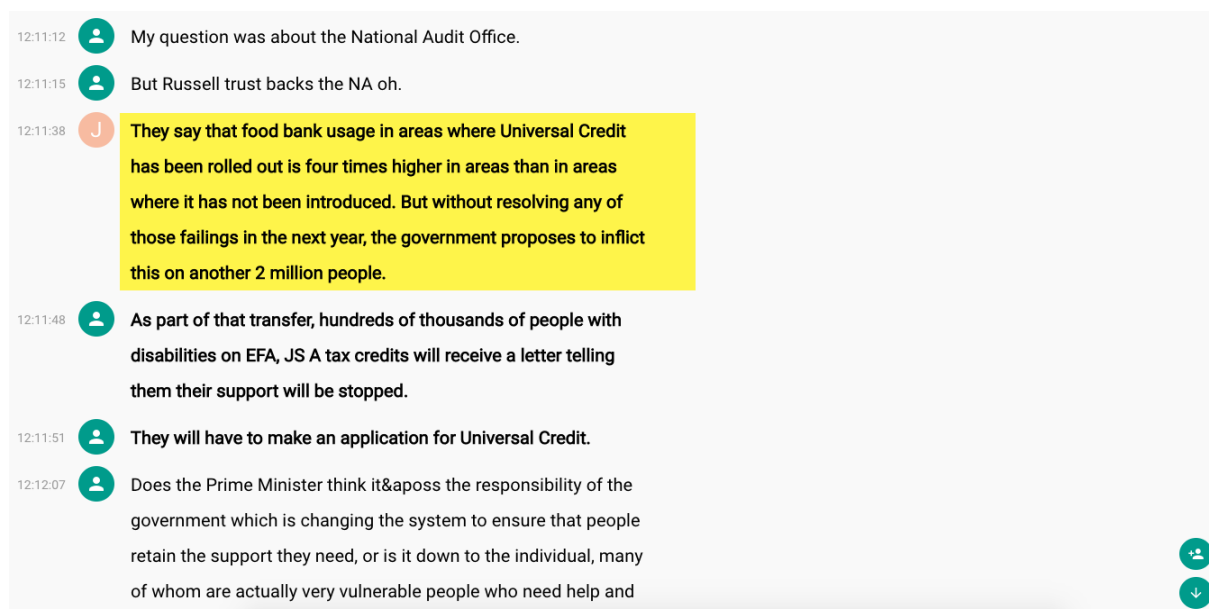 12:11:12 My question was about the National Audit Office.
12:11:15 But Russell trust backs the NA oh.
12:11:38 J They say that food bank usage in areas where Universal Credit
has been rolled out is four times higher in areas than in areas
where it has not been introduced. But without resolving any of
those failings in the next year, the government proposes to inflict
this on another 2 million people.
12:11:48 As part of that transfer, hundreds of thousands of people with
disabilities on EFA, JS A tax credits will receive a letter telling
them their support will be stopped.
12:11:51 They will have to make an application for Universal Credit.
12:12:07 Does the Prime Minister think it&aposs the responsibility of the
government which is changing the system to ensure that people
retain the support they need, or is it down to the individual, many
of whom are actually very vulnerable people who need help and